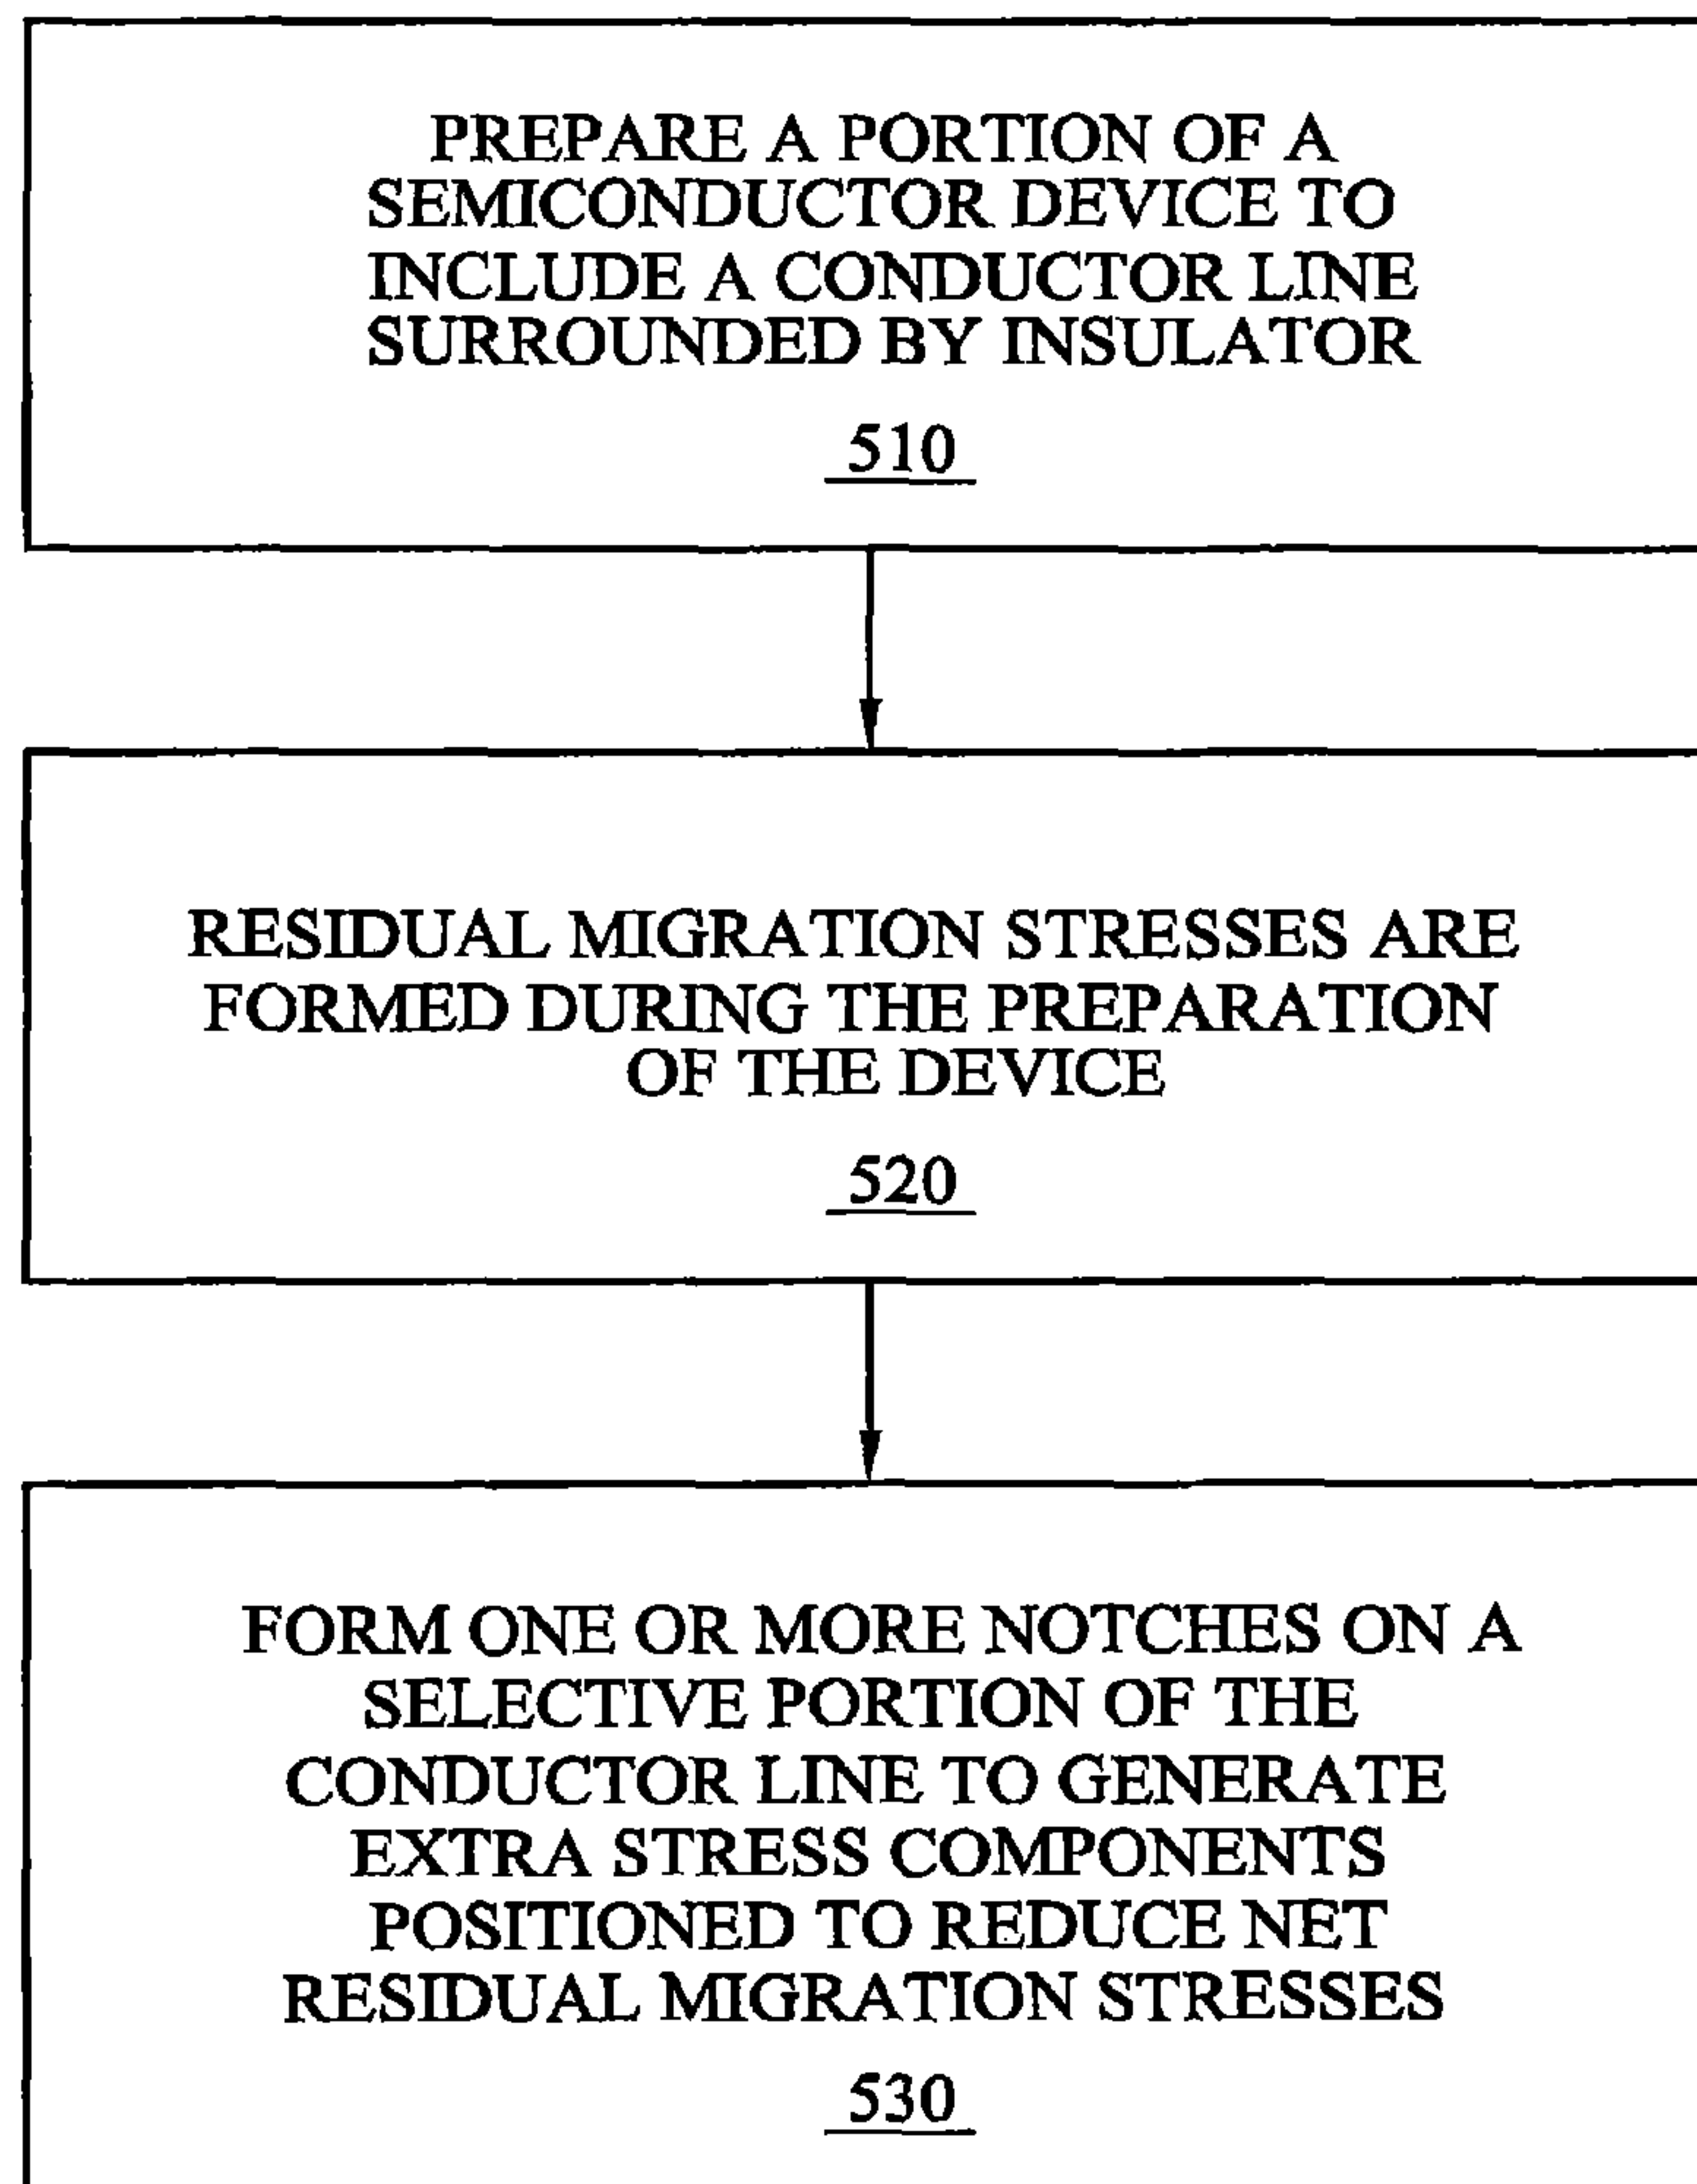 PREPARE A PORTION OF A
SEMICONDUCTOR DEVICE TO
INCLUDE A CONDUCTOR LINE
SURROUNDED BY INSULATOR
510
RESIDUAL MIGRATION STRESSES ARE
FORMED DURING THE PREPARATION
OF THE DEVICE
520
FORM ONE OR MORE NOTCHES ON A
SELECTIVE PORTION OF THE
CONDUCTOR LINE TO GENERATE
EXTRA STRESS COMPONENTS
POSITIONED TO REDUCE NET
RESIDUAL MIGRATION STRESSES
530